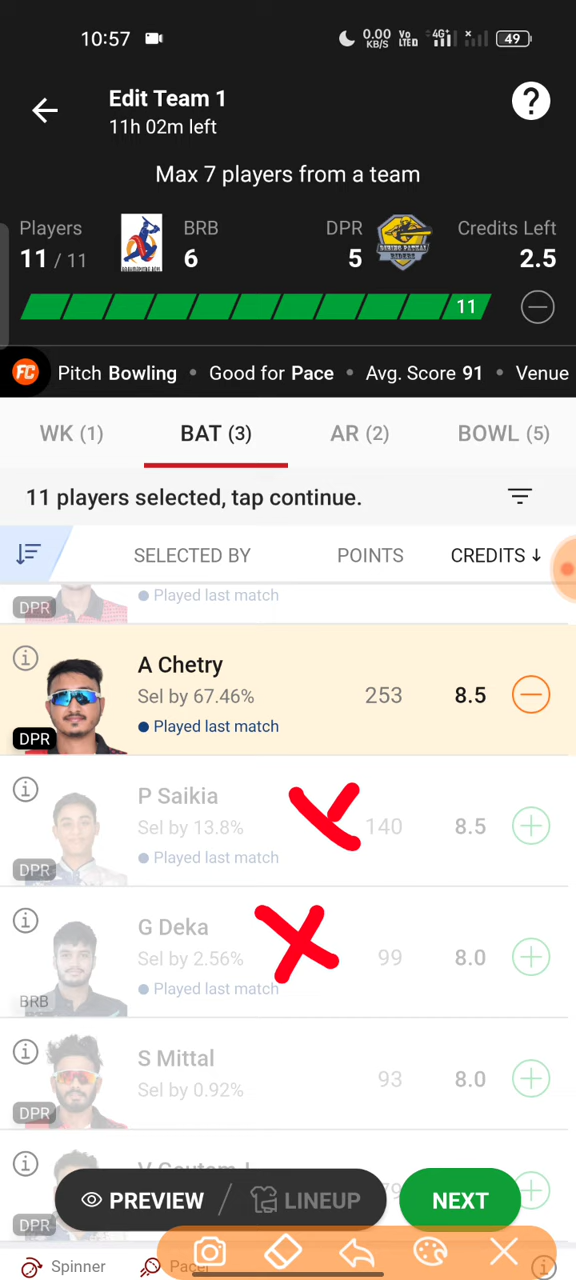 10:57 0.00 KB/S Vo LTED 4G+ 49
Edit Team 1
11h 02m left
?
Max 7 players from a team
Players BRB DPR Credits Left
11 / 11 6 5 2.5
11
FC Pitch Bowling • Good for Pace • Avg. Score 91 • Venue
WK (1) BAT (3) AR (2) BOWL (5)
11 players selected, tap continue.
SELECTED BY POINTS CREDITS ↓
DPR Played last match
A Chetry
Sel by 67.46% 253 8.5
DPR Played last match
P Saikia
Sel by 13.8% 140 8.5
DPR Played last match
G Deka
Sel by 2.56% 99 8.0
BRB Played last match
S Mittal
Sel by 0.92% 93 8.0
DPR
PREVIEW / LINEUP NEXT
DPR
Spinner